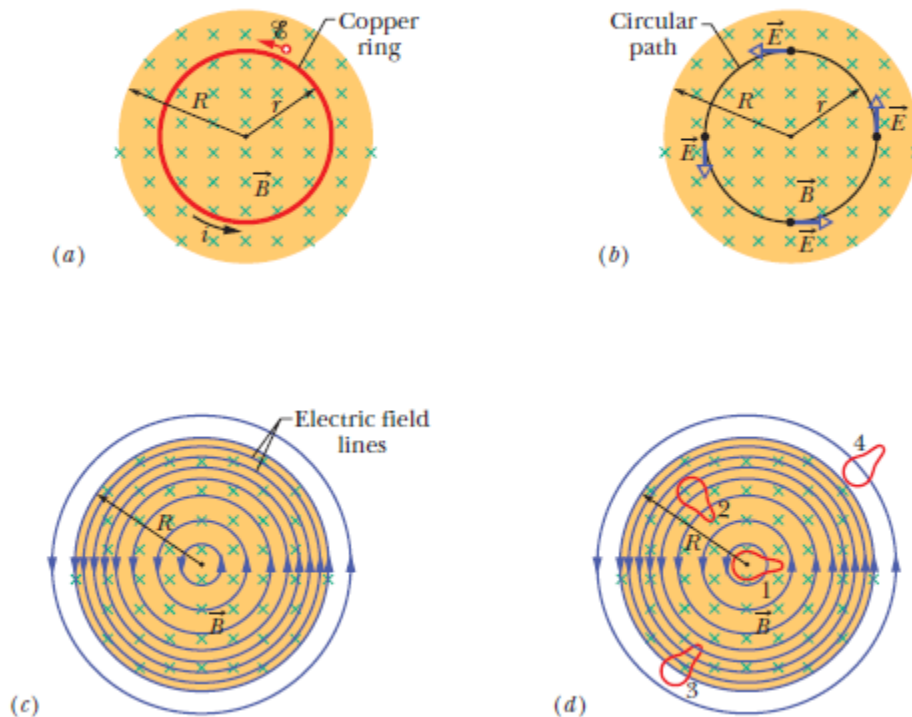 Copper
ring
ℰ
R
r
B
i
(a)
Circular
path
E
R
r
E
E
B
E
(b)
Electric field
lines
R
B
(c)
4
2
R
1
B
3
(d)